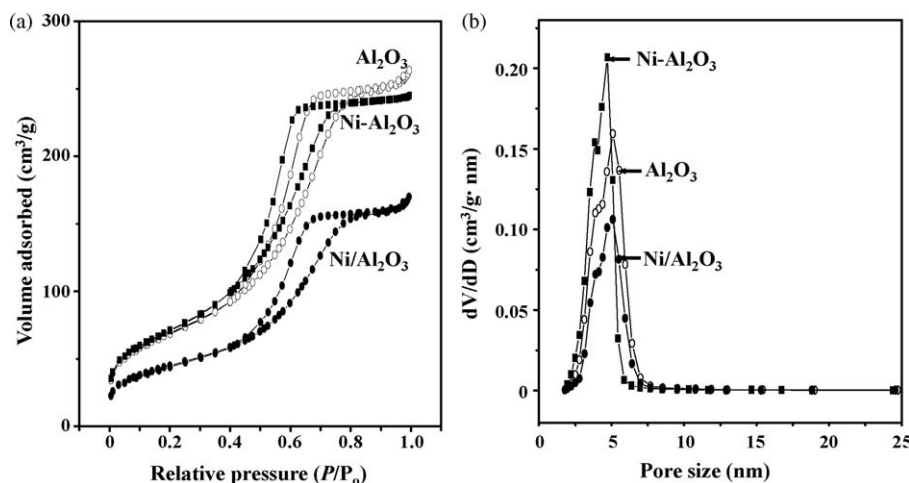 (a)
300
200
100
0
Volume adsorbed (cm³/g)
Al₂O₃
Ni-Al₂O₃
Ni/Al₂O₃
0 0.2 0.4 0.6 0.8 1.0
Relative pressure (P/Pₒ)
(b)
0.20
0.15
0.10
0.05
0
dV/dD (cm³/g· nm)
Ni-Al₂O₃
Al₂O₃
Ni/Al₂O₃
0 5 10 15 20 25
Pore size (nm)